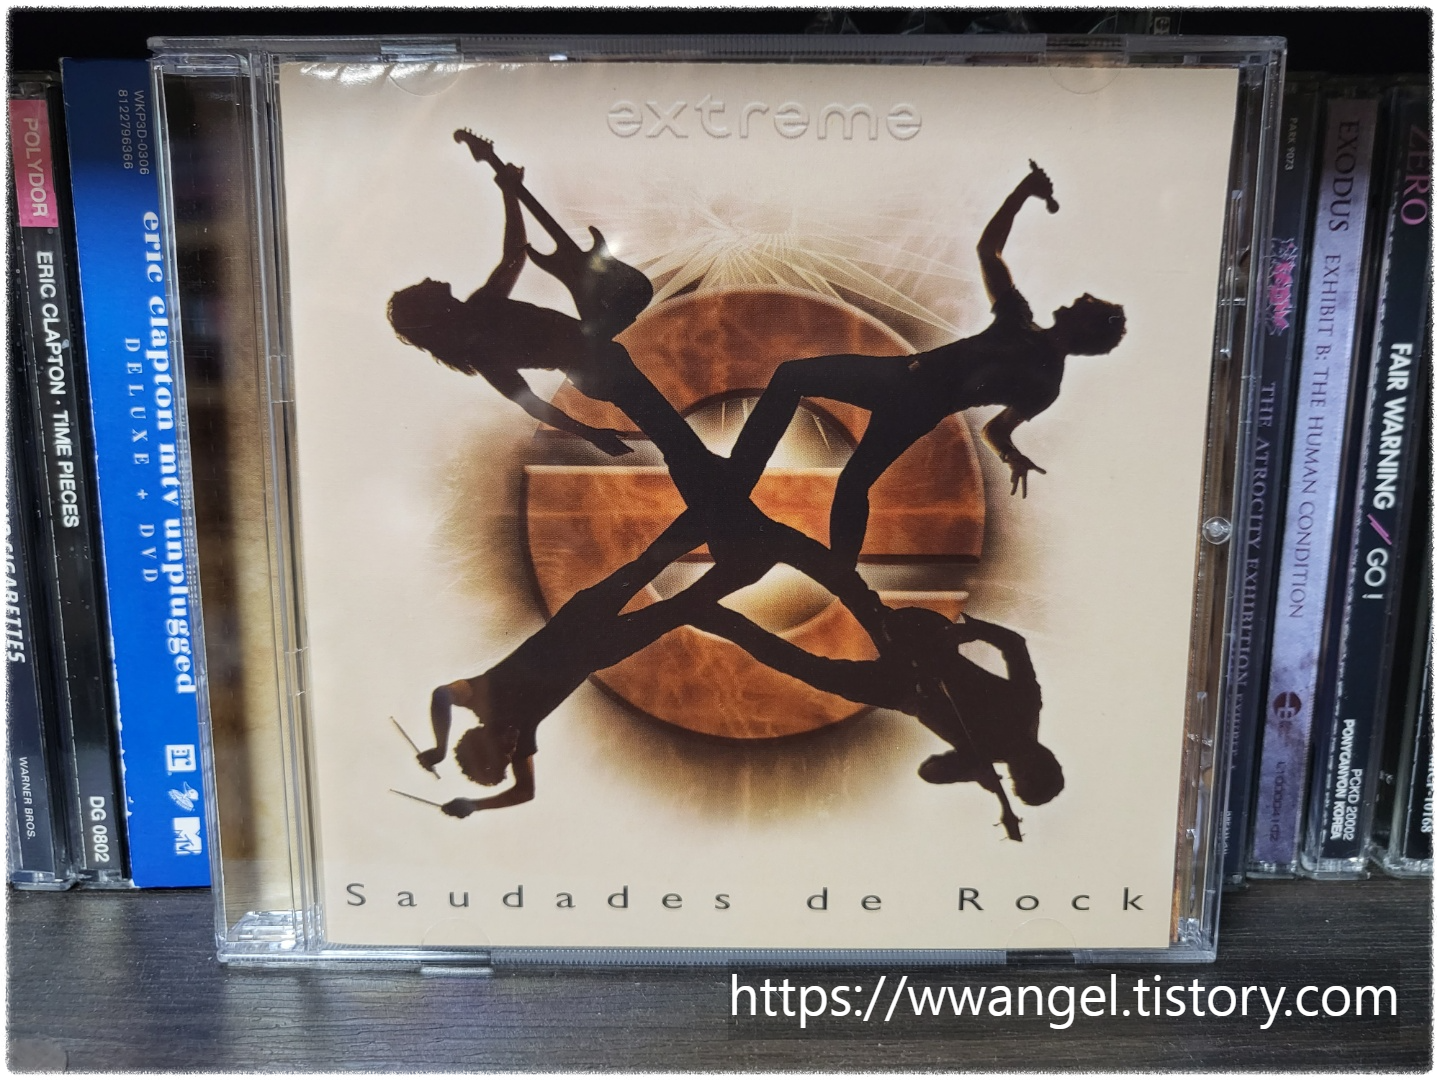 extreme
Saudades de Rock
POLYDOR
ERIC CLAPTON · TIME PIECES
DG 0802
WARNER BROS.
WKP3D-0306
8122796366
eric clapton mtv unplugged
DELUXE + DVD
PARK 9073
THE ATROCITY EXHIBITION
EXODUS EXHIBIT B: THE HUMAN CONDITION
FAIR WARNING / GO!
PCKD 20002
PONYCANYON KOREA
ZERO
https://wwangel.tistory.com